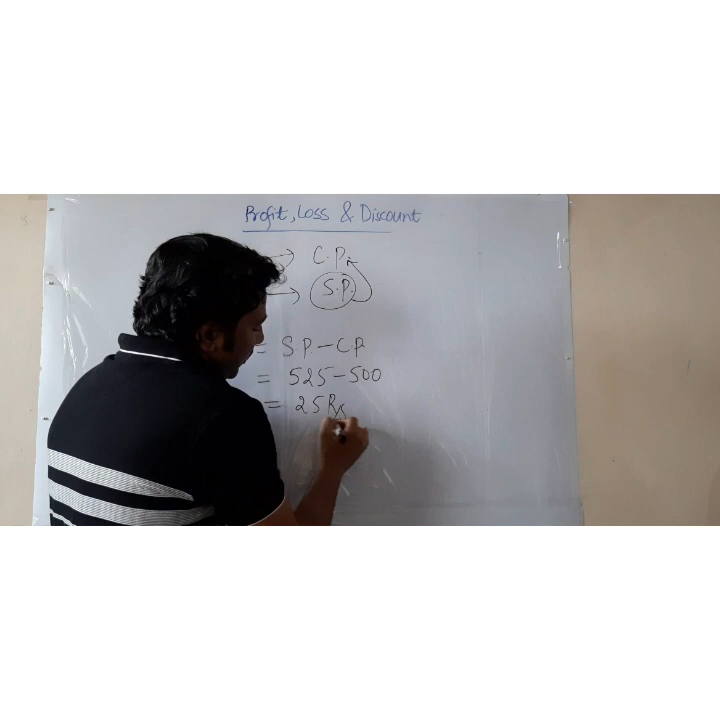 Profit, Loss & Discount
→ C.P.
→ S.P.
= S.P. - C.P.
= 525 - 500
= 25 Rs